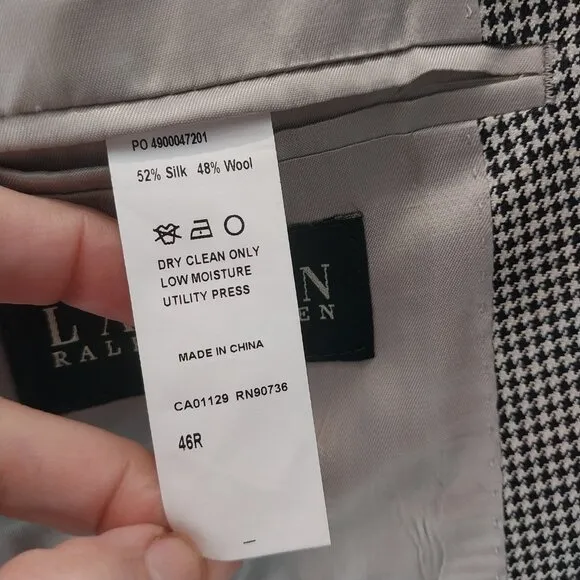 PO 4900047201
52% Silk 48% Wool
DRY CLEAN ONLY
LOW MOISTURE
UTILITY PRESS
MADE IN CHINA
CA01129 RN90736
46R